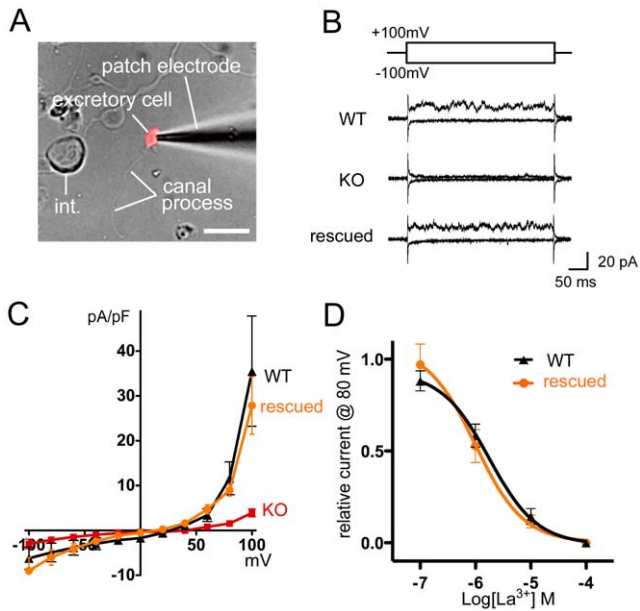 A
patch electrode
excretory cell
canal
process
int.
B
+100mV
-100mV
WT
KO
rescued
20 pA
50 ms
C
pA/pF
40
30
20
10
-10
-100
-50
50
100
mV
WT
rescued
KO
D
relative current @ 80 mV
1.0
0.5
0.0
-7
-6
-5
-4
Log[La³⁺] M
WT
rescued